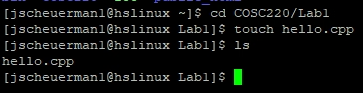 [jscheuerman1@hslinux ~]$ cd COSC220/Lab1
[jscheuerman1@hslinux Lab1]$ touch hello.cpp
[jscheuerman1@hslinux Lab1]$ ls
hello.cpp
[jscheuerman1@hslinux Lab1]$